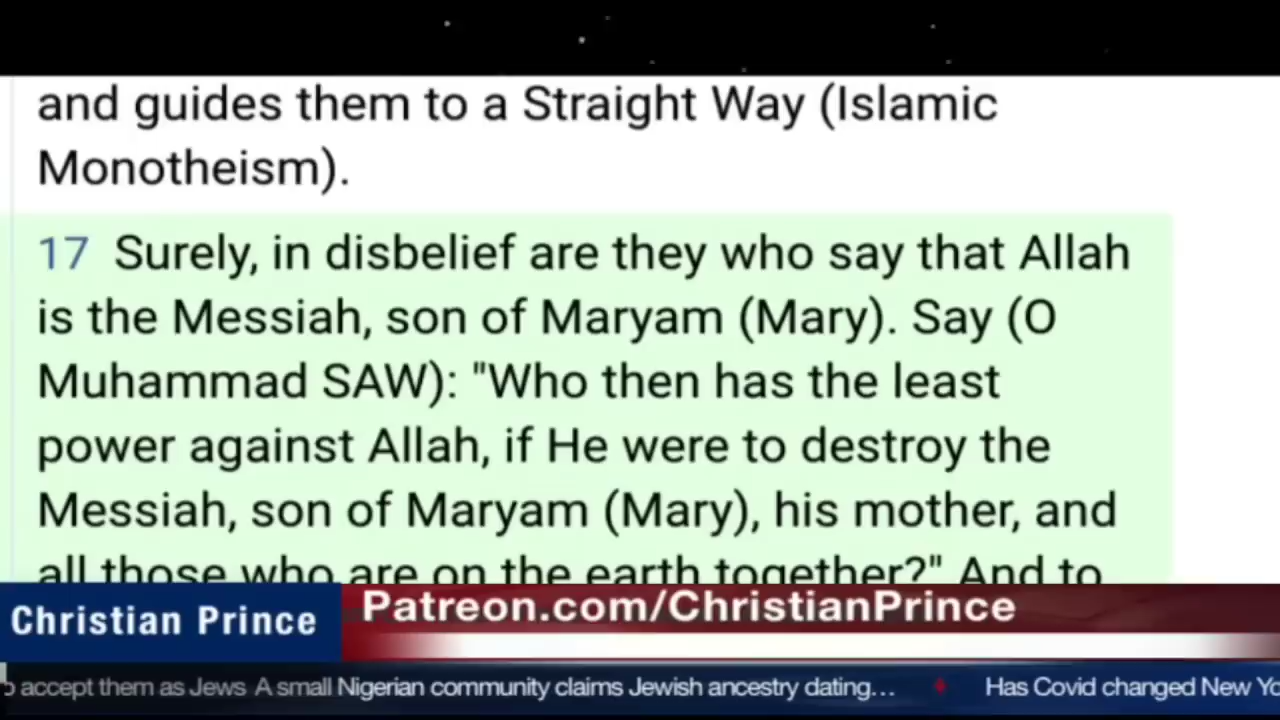 and guides them to a Straight Way (Islamic
Monotheism).
17 Surely, in disbelief are they who say that Allah
is the Messiah, son of Maryam (Mary). Say (O
Muhammad SAW): "Who then has the least
power against Allah, if He were to destroy the
Messiah, son of Maryam (Mary), his mother, and
all those who are on the earth together?" And to
Christian Prince
Patreon.com/ChristianPrince
accept them as Jews A small Nigerian community claims Jewish ancestry dating... Has Covid changed New